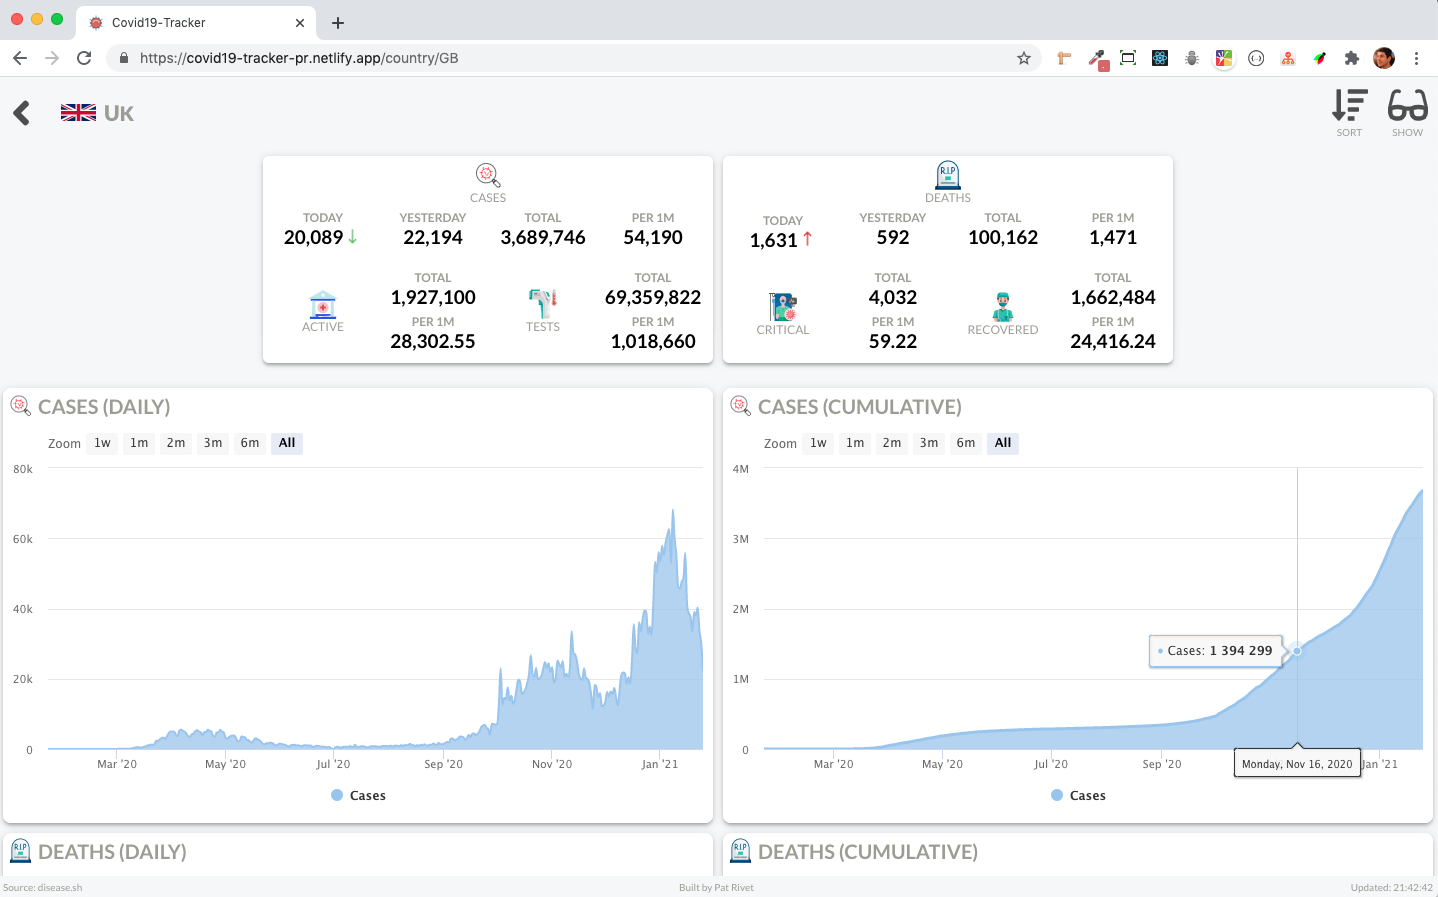 Covid19-Tracker
https://covid19-tracker-pr.netlify.app/country/GB
UK
SORT
SHOW
CASES
TODAY YESTERDAY TOTAL PER 1M
20,089 22,194 3,689,746 54,190
TOTAL TOTAL
1,927,100 69,359,822
ACTIVE TESTS
PER 1M PER 1M
28,302.55 1,018,660
R.I.P
DEATHS
TODAY YESTERDAY TOTAL PER 1M
1,631 592 100,162 1,471
TOTAL TOTAL
4,032 1,662,484
CRITICAL RECOVERED
PER 1M PER 1M
59.22 24,416.24
CASES (DAILY)
Zoom 1w 1m 2m 3m 6m All
80k
60k
40k
20k
0
Mar '20 May '20 Jul '20 Sep '20 Nov '20 Jan '21
Cases
CASES (CUMULATIVE)
Zoom 1w 1m 2m 3m 6m All
4M
3M
2M
Cases: 1 394 299
1M
0
Mar '20 May '20 Jul '20 Sep '20 Monday, Nov 16, 2020 Jan '21
Cases
R.I.P DEATHS (DAILY)
R.I.P DEATHS (CUMULATIVE)
Source: disease.sh
Built by Pat Rivet
Updated: 21:42:42